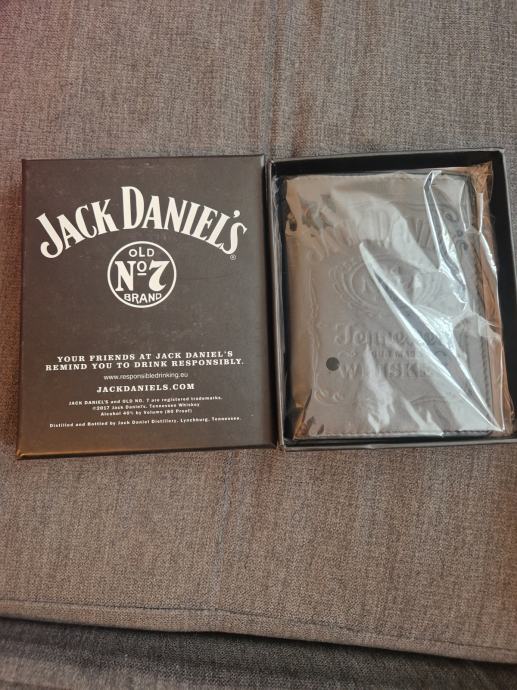 JACK DANIEL'S®
OLD
Nº7
BRAND
YOUR FRIENDS AT JACK DANIEL'S
REMIND YOU TO DRINK RESPONSIBLY.
www.responsibledrinking.eu
JACKDANIELS.COM
JACK DANIEL'S and OLD NO. 7 are registered trademarks.
©2017 Jack Daniel's. Tennessee Whiskey
Alcohol 40% by Volume (80 Proof)
Distilled and Bottled by Jack Daniel Distillery, Lynchburg, Tennessee.
JACK DANIEL'S
Tennessee
WHISKEY